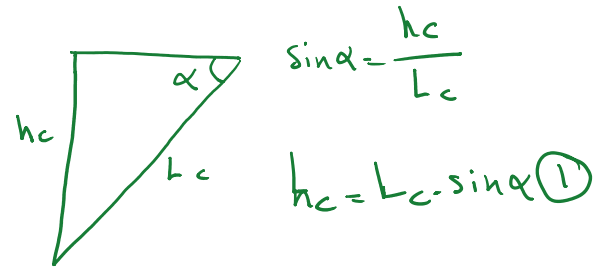 α
hc
Lc
sinα = hc / Lc
hc = Lc · sinα ①